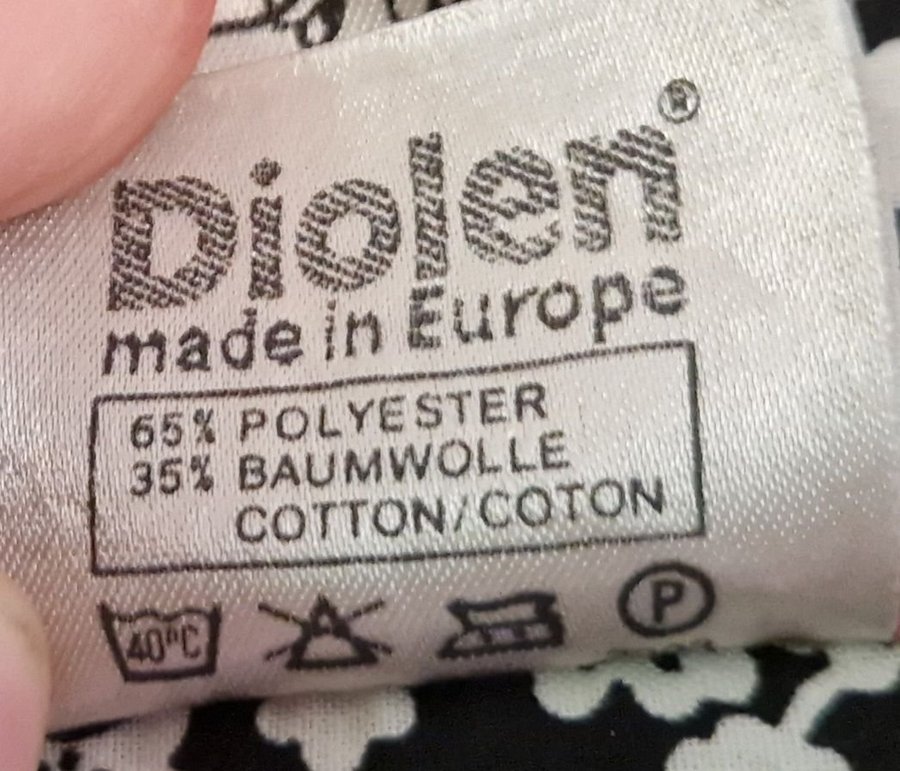 Diolen®
made in Europe
65% POLYESTER
35% BAUMWOLLE
COTTON/COTON
40°C
P